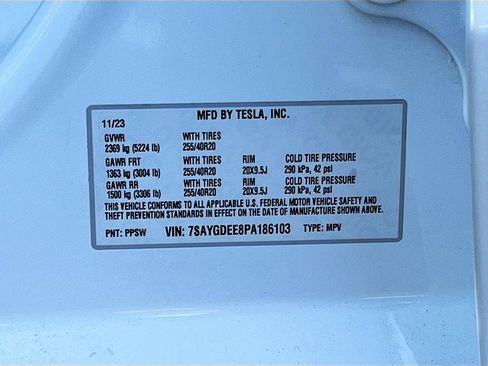 11/23 MFD BY TESLA, INC.
GVWR WITH TIRES
2369 kg (5224 lb) 255/40R20
GAWR FRT WITH TIRES RIM COLD TIRE PRESSURE
1363 kg (3004 lb) 255/40R20 20X9.5J 290 kPa, 42 psi
GAWR RR WITH TIRES RIM COLD TIRE PRESSURE
1500 kg (3306 lb) 255/40R20 20X9.5J 290 kPa, 42 psi
THIS VEHICLE CONFORMS TO ALL APPLICABLE U.S. FEDERAL MOTOR VEHICLE SAFETY AND
THEFT PREVENTION STANDARDS IN EFFECT ON THE DATE OF MANUFACTURE SHOWN ABOVE.
PNT: PPSW VIN: 7SAYGDEE8PA186103 TYPE: MPV